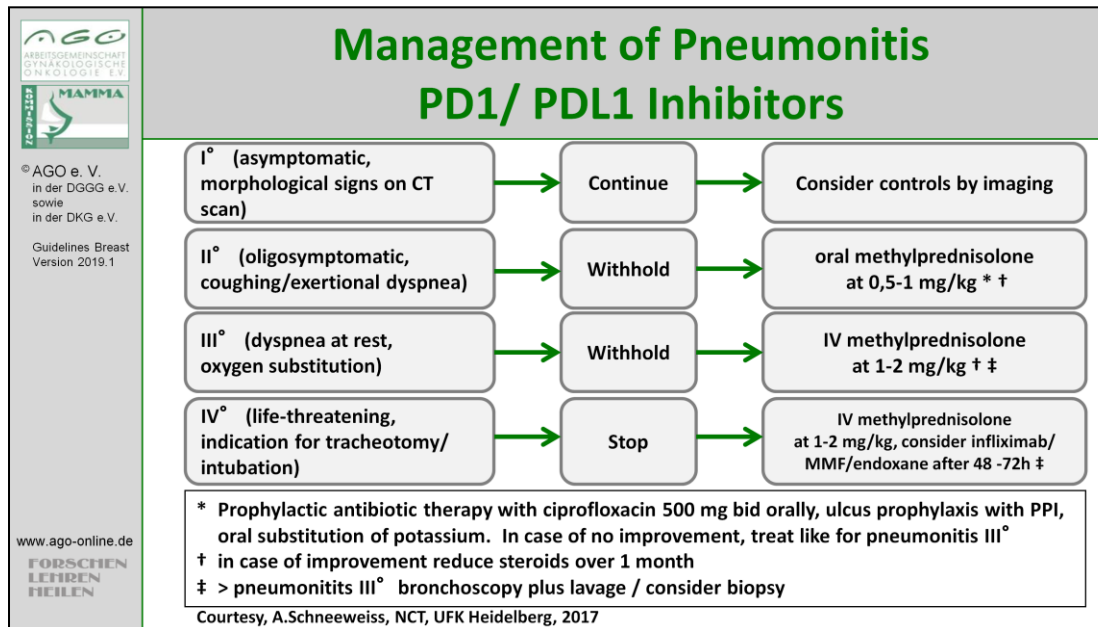 AGO
ARBEITSGEMEINSCHAFT
GYNÄKOLOGISCHE
ONKOLOGIE E.V.
KOMMISSION
MAMMA
© AGO e. V.
in der DGGG e.V.
sowie
in der DKG e.V.
Guidelines Breast
Version 2019.1
www.ago-online.de
FORSCHEN
LEHREN
HEILEN
Management of Pneumonitis
PD1/ PDL1 Inhibitors
I° (asymptomatic,
morphological signs on CT
scan)
Continue
Consider controls by imaging
II° (oligosymptomatic,
coughing/exertional dyspnea)
Withhold
oral methylprednisolone
at 0,5-1 mg/kg * †
III° (dyspnea at rest,
oxygen substitution)
Withhold
IV methylprednisolone
at 1-2 mg/kg † ‡
IV° (life-threatening,
indication for tracheotomy/
intubation)
Stop
IV methylprednisolone
at 1-2 mg/kg, consider infliximab/
MMF/endoxane after 48 -72h ‡
* Prophylactic antibiotic therapy with ciprofloxacin 500 mg bid orally, ulcus prophylaxis with PPI,
oral substitution of potassium. In case of no improvement, treat like for pneumonitis III°
† in case of improvement reduce steroids over 1 month
‡ > pneumonitits III° bronchoscopy plus lavage / consider biopsy
Courtesy, A.Schneeweiss, NCT, UFK Heidelberg, 2017